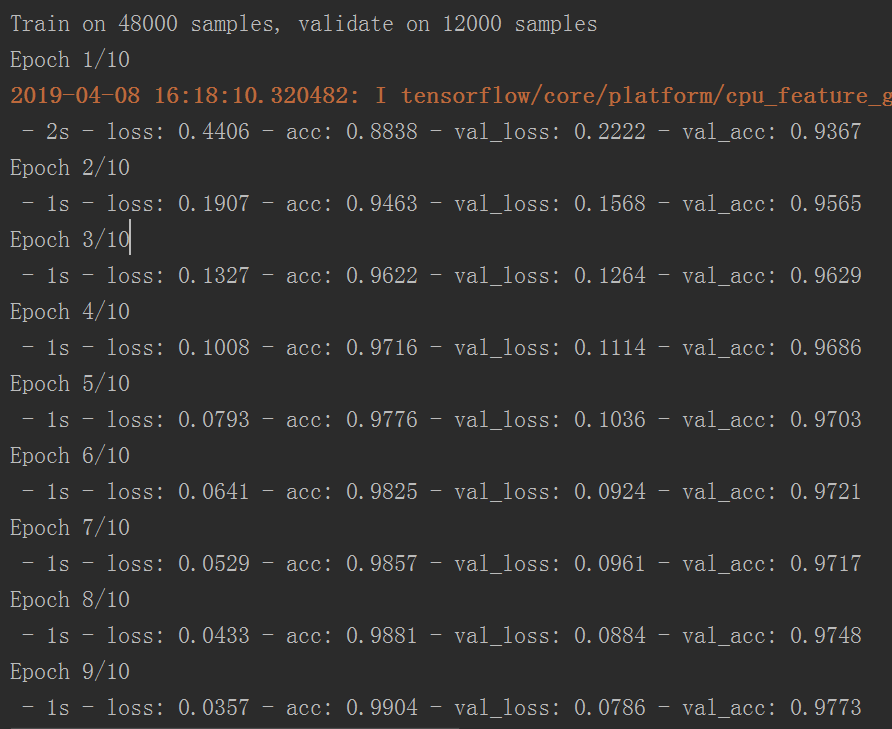 Train on 48000 samples, validate on 12000 samples
Epoch 1/10
2019-04-08 16:18:10.320482: I tensorflow/core/platform/cpu_feature_g
 - 2s - loss: 0.4406 - acc: 0.8838 - val_loss: 0.2222 - val_acc: 0.9367
Epoch 2/10
 - 1s - loss: 0.1907 - acc: 0.9463 - val_loss: 0.1568 - val_acc: 0.9565
Epoch 3/10
 - 1s - loss: 0.1327 - acc: 0.9622 - val_loss: 0.1264 - val_acc: 0.9629
Epoch 4/10
 - 1s - loss: 0.1008 - acc: 0.9716 - val_loss: 0.1114 - val_acc: 0.9686
Epoch 5/10
 - 1s - loss: 0.0793 - acc: 0.9776 - val_loss: 0.1036 - val_acc: 0.9703
Epoch 6/10
 - 1s - loss: 0.0641 - acc: 0.9825 - val_loss: 0.0924 - val_acc: 0.9721
Epoch 7/10
 - 1s - loss: 0.0529 - acc: 0.9857 - val_loss: 0.0961 - val_acc: 0.9717
Epoch 8/10
 - 1s - loss: 0.0433 - acc: 0.9881 - val_loss: 0.0884 - val_acc: 0.9748
Epoch 9/10
 - 1s - loss: 0.0357 - acc: 0.9904 - val_loss: 0.0786 - val_acc: 0.9773